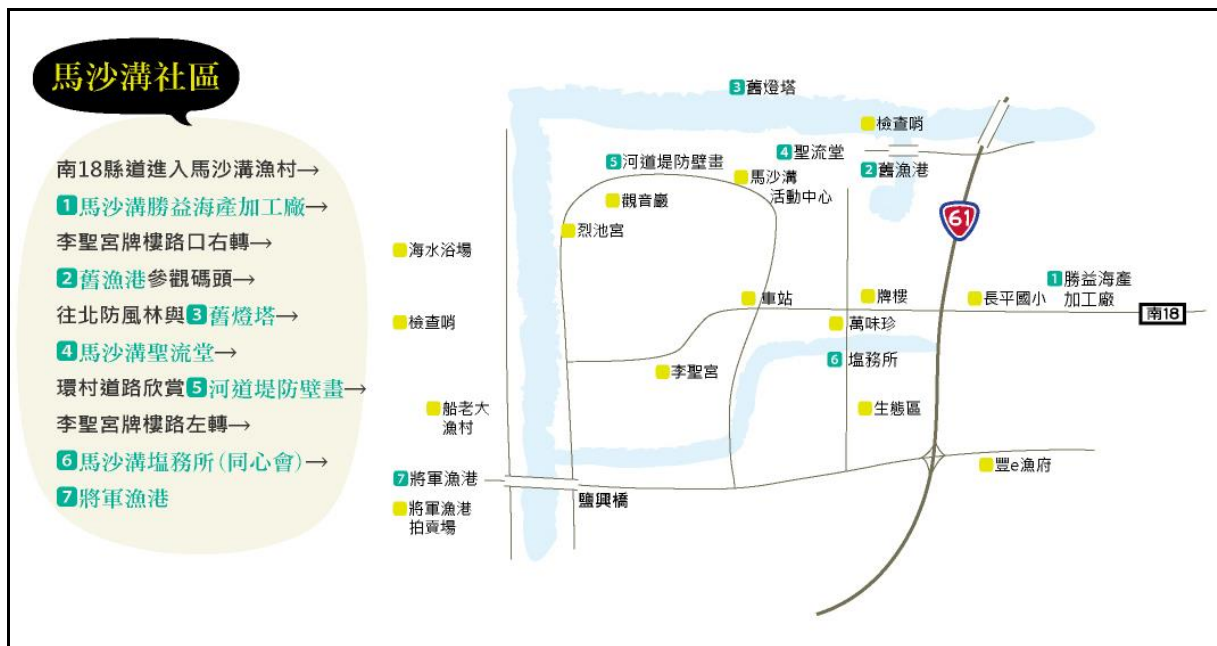 馬沙溝社區
南18縣道進入馬沙溝漁村→
1馬沙溝勝益海產加工廠→
李聖宮牌樓路口右轉→
2舊漁港參觀碼頭→
往北防風林與3舊燈塔→
4馬沙溝聖流堂→
環村道路欣賞5河道堤防壁畫→
李聖宮牌樓路左轉→
6馬沙溝塩務所(同心會)→
7將軍漁港
3舊燈塔
檢查哨
4聖流堂
5河道堤防壁畫
2舊漁港
馬沙溝
活動中心
觀音巖
61
烈池宮
海水浴場
1勝益海產
加工廠
車站
牌樓
長平國小
南18
檢查哨
萬味珍
6塩務所
李聖宮
船老大
漁村
生態區
豐e漁府
7將軍漁港
鹽興橋
將軍漁港
拍賣場